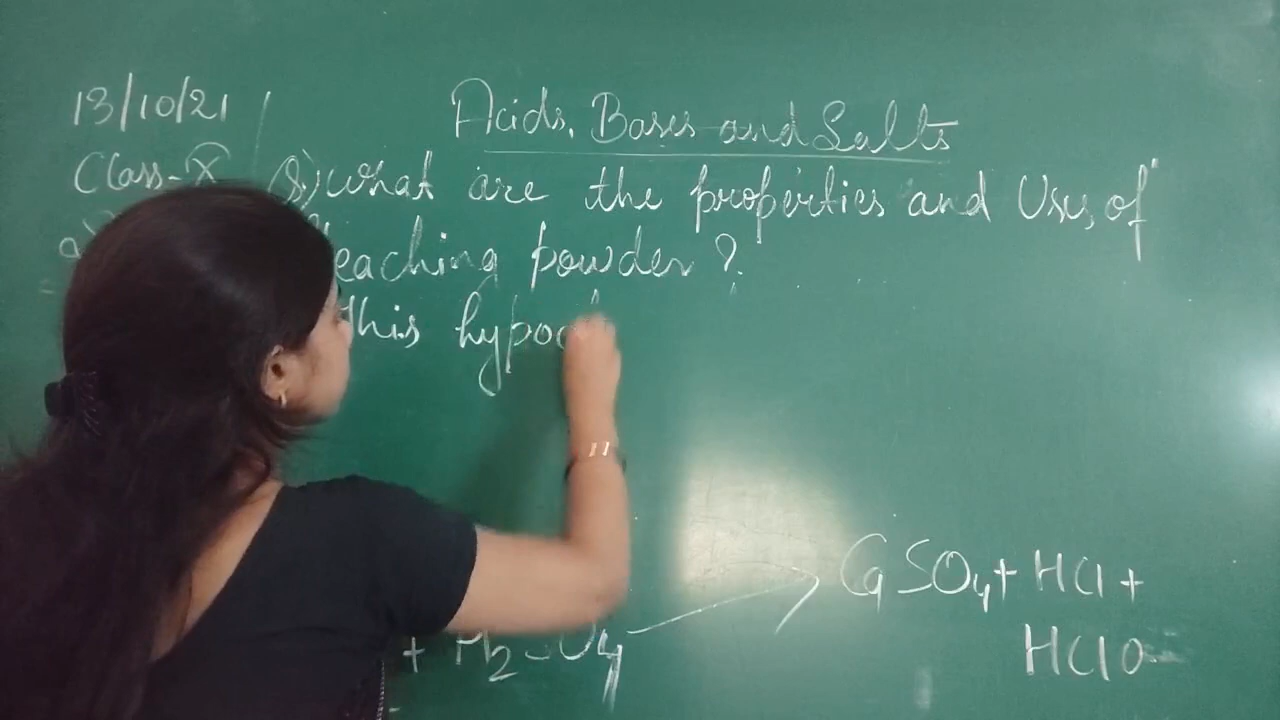 13/10/21
Acids, Bases and Salts
Class-X
(8) what are the properties and Uses of
leaching powder?
this hypoc
CaSO4 + HCl +
+ H2SO4
HClO